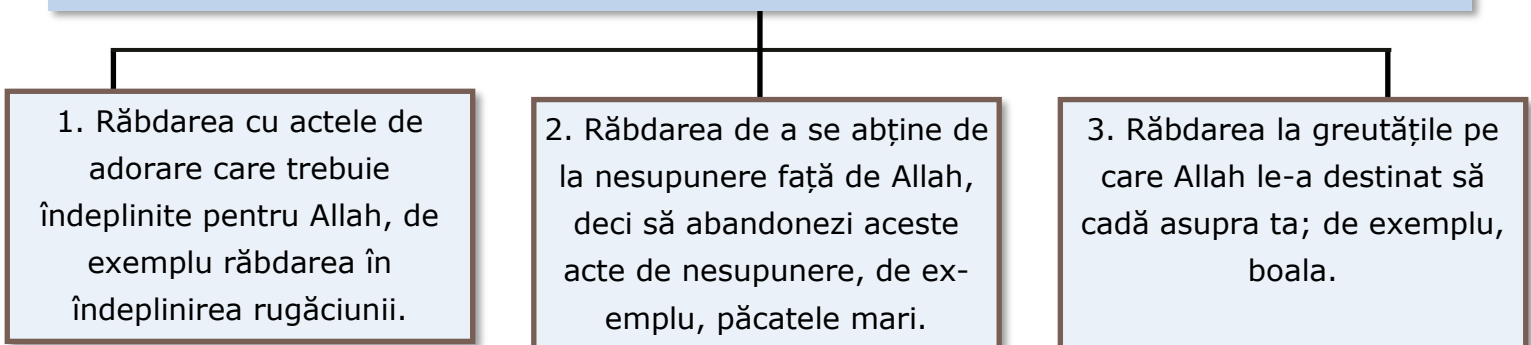 1. Răbdarea cu actele de
adorare care trebuie
îndeplinite pentru Allah, de
exemplu răbdarea în
îndeplinirea rugăciunii.
2. Răbdarea de a se abține de
la nesupunere față de Allah,
deci să abandonezi aceste
acte de nesupunere, de ex-
emplu, păcatele mari.
3. Răbdarea la greutățile pe
care Allah le-a destinat să
cadă asupra ta; de exemplu,
boala.